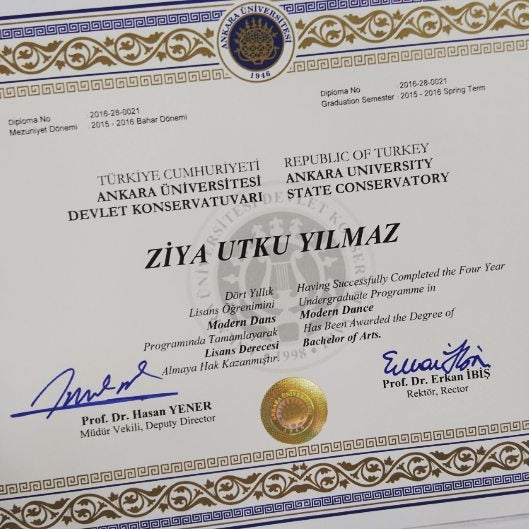 ANKARA ÜNİVERSİTESİ
1946
Diploma No : 2016-28-0021
Mezuniyet Dönemi : 2015 - 2016 Bahar Dönemi
Diploma No : 2016-28-0021
Graduation Semester : 2015 - 2016 Spring Term
TÜRKİYE CUMHURİYETİ
ANKARA ÜNİVERSİTESİ
DEVLET KONSERVATUVARI
REPUBLIC OF TURKEY
ANKARA UNIVERSITY
STATE CONSERVATORY
ZİYA UTKU YILMAZ
Dört Yıllık
Lisans Öğrenimini
Modern Dans
Programında Tamamlayarak
Lisans Derecesi
Almaya Hak Kazanmıştır.
Having Successfully Completed the Four Year
Undergraduate Programme in
Modern Dance
Has Been Awarded the Degree of
Bachelor of Arts.
1998
Prof. Dr. Hasan YENER
Müdür Vekili, Deputy Director
Prof. Dr. Erkan İBİŞ
Rektör, Rector